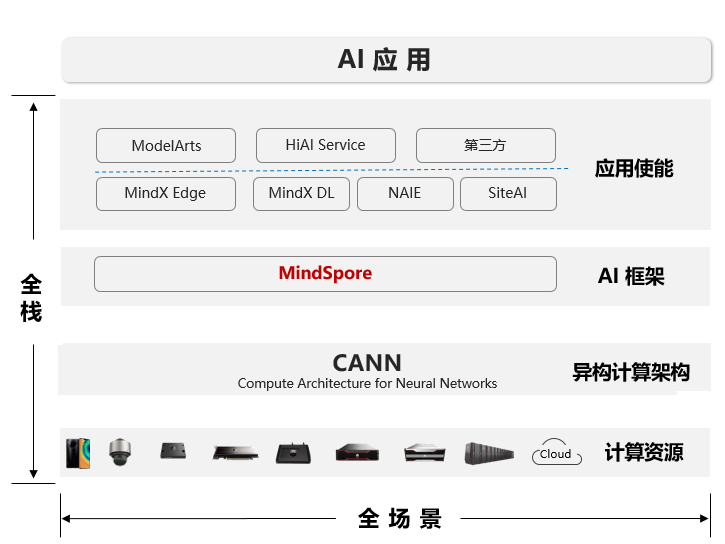 AI 应 用
ModelArts
HiAI Service
第三方
应用使能
MindX Edge
MindX DL
NAIE
SiteAI
全
栈
MindSpore
AI 框架
CANN
Compute Architecture for Neural Networks
异构计算架构
Cloud
计算资源
全 场 景